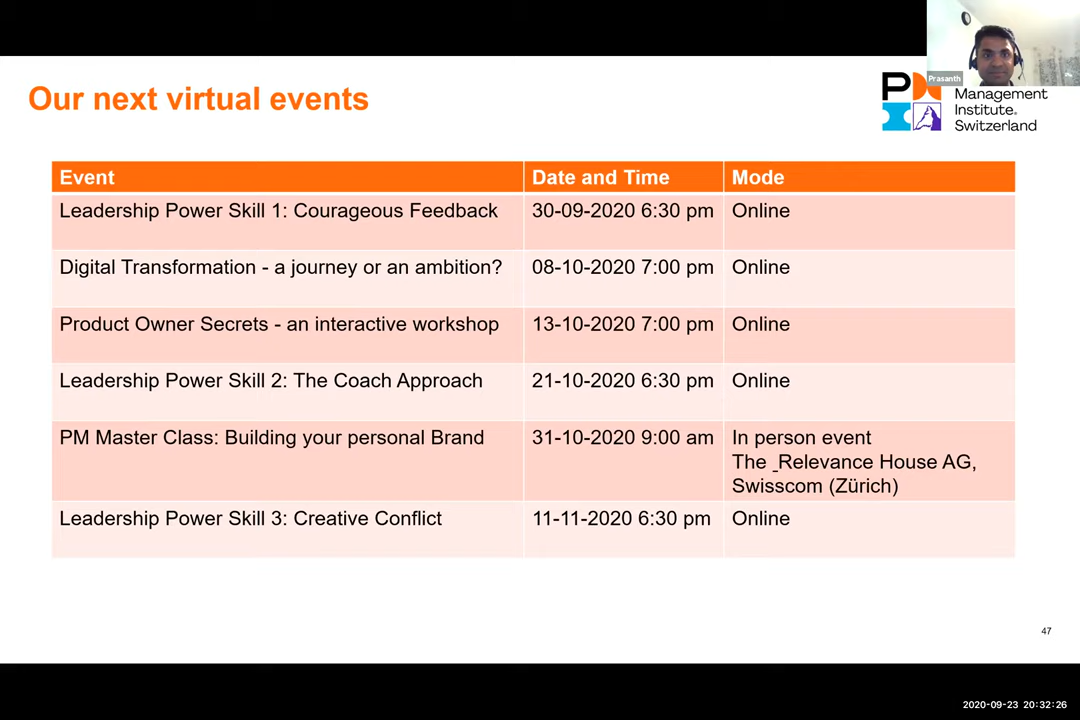 Prasanth
Our next virtual events
P
Management
Institute.
Switzerland
Event Date and Time Mode
Leadership Power Skill 1: Courageous Feedback 30-09-2020 6:30 pm Online
Digital Transformation - a journey or an ambition? 08-10-2020 7:00 pm Online
Product Owner Secrets - an interactive workshop 13-10-2020 7:00 pm Online
Leadership Power Skill 2: The Coach Approach 21-10-2020 6:30 pm Online
PM Master Class: Building your personal Brand 31-10-2020 9:00 am In person event
The _Relevance House AG,
Swisscom (Zürich)
Leadership Power Skill 3: Creative Conflict 11-11-2020 6:30 pm Online
47
2020-09-23 20:32:26